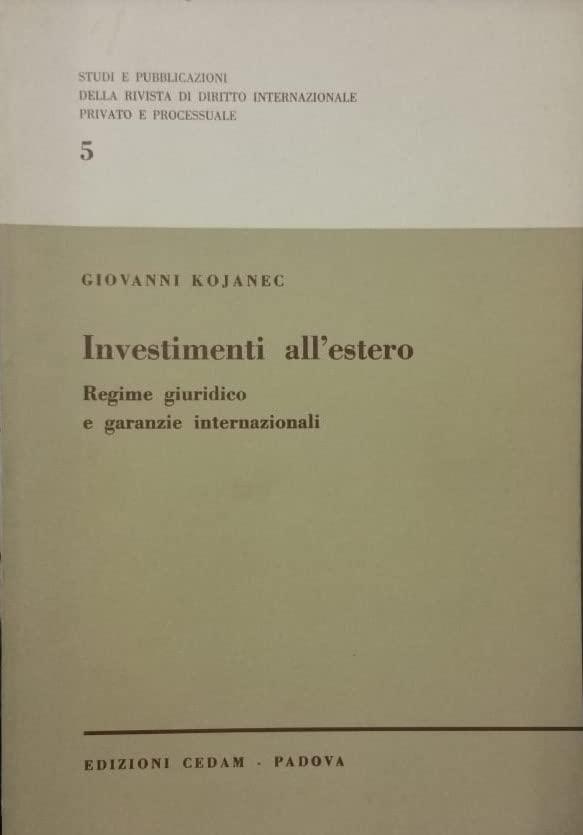 STUDI E PUBBLICAZIONI
DELLA RIVISTA DI DIRITTO INTERNAZIONALE
PRIVATO E PROCESSUALE
5
GIOVANNI KOJANEC
Investimenti all'estero
Regime giuridico
e garanzie internazionali
EDIZIONI CEDAM - PADOVA